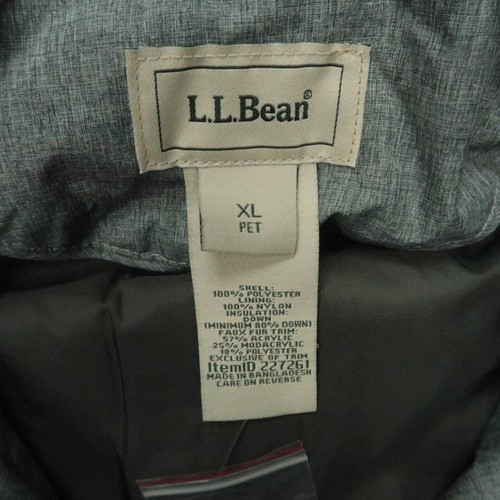 L.L.Bean®
XL
PET
SHELL:
100% POLYESTER
LINING:
100% NYLON
INSULATION:
DOWN
(MINIMUM 80% DOWN)
FAUX FUR TRIM:
57% ACRYLIC
25% MODACRYLIC
18% POLYESTER
EXCLUSIVE OF TRIM
ItemID 227261
MADE IN BANGLADESH
CARE ON REVERSE